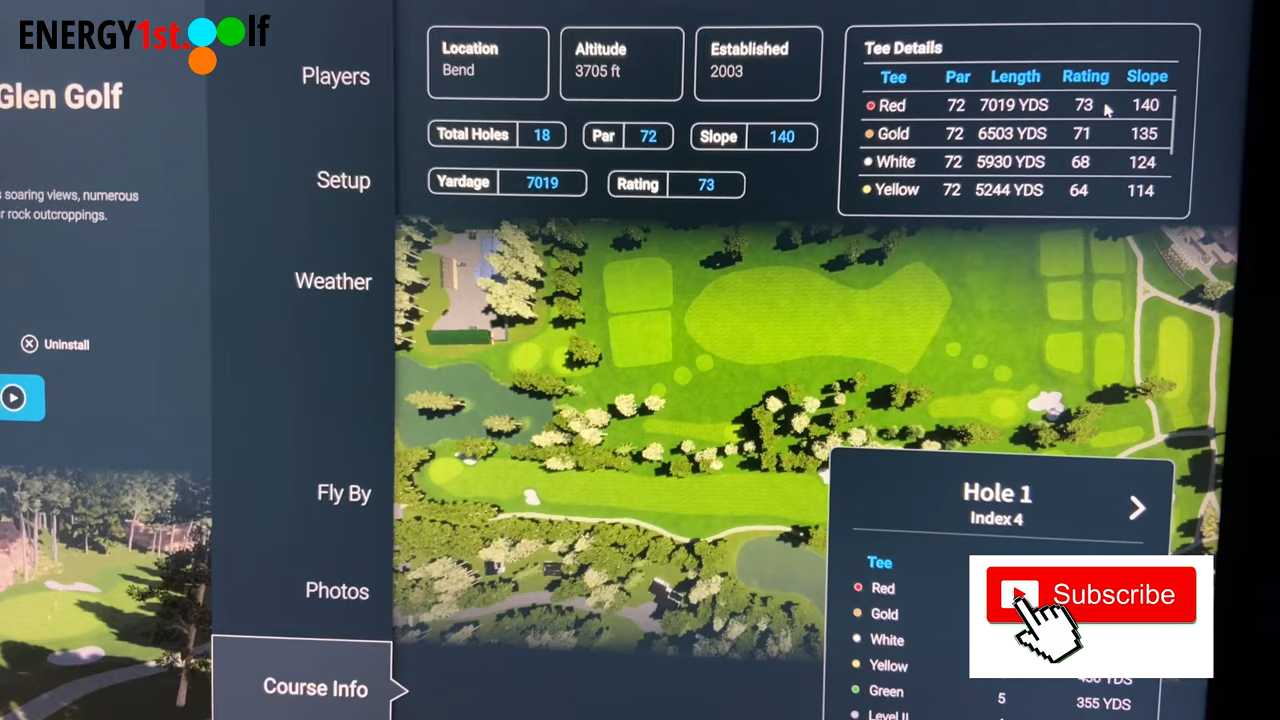 ENERGY1st.Golf
Glen Golf
s soaring views, numerous
r rock outcroppings.
Uninstall
Players
Setup
Weather
Fly By
Photos
Course Info
Location
Bend
Altitude
3705 ft
Established
2003
Total Holes 18
Par 72
Slope 140
Yardage 7019
Rating 73
Tee Details
Tee Par Length Rating Slope
Red 72 7019 YDS 73 140
Gold 72 6503 YDS 71 135
White 72 5930 YDS 68 124
Yellow 72 5244 YDS 64 114
Hole 1
Index 4
Tee
Red
Gold
White
Yellow
Green 5 355 YDS
Level II
Subscribe